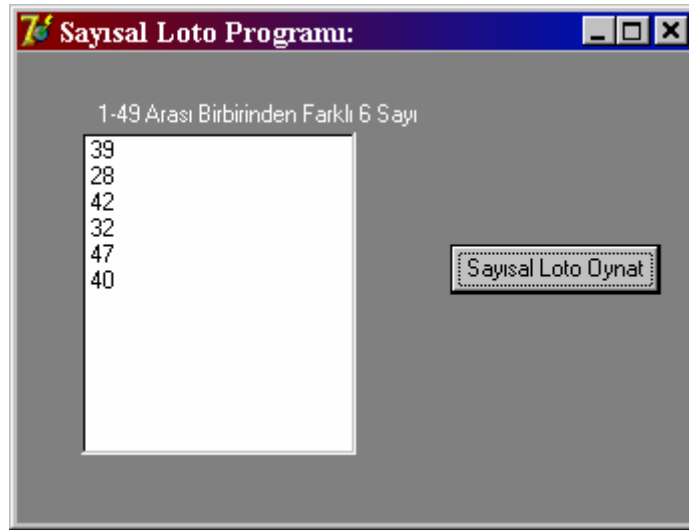 Sayısal Loto Programı:
1-49 Arası Birbirinden Farklı 6 Sayı
39
28
42
32
47
40
Sayısal Loto Oynat